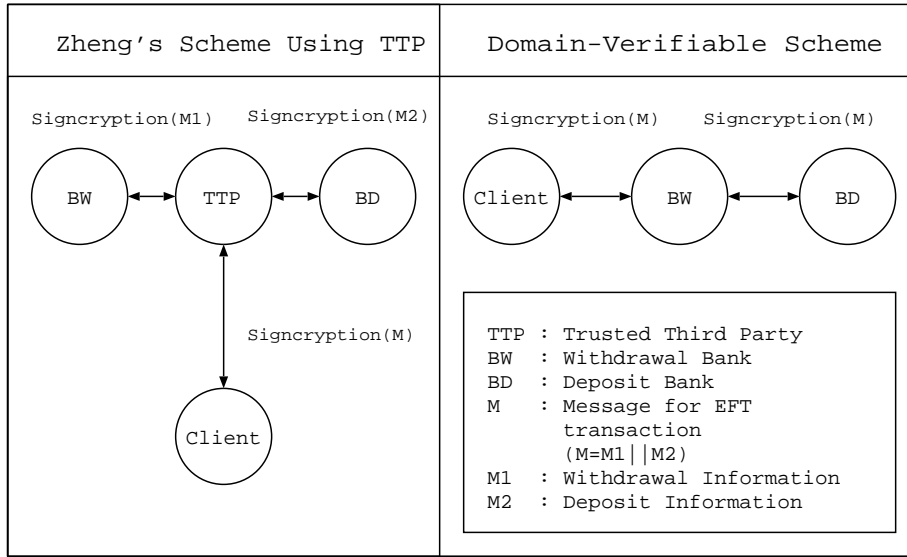 Zheng's Scheme Using TTP
Signcryption(M1)
Signcryption(M2)
BW
TTP
BD
Signcryption(M)
Client
Domain-Verifiable Scheme
Signcryption(M)
Signcryption(M)
Client
BW
BD
TTP : Trusted Third Party
BW : Withdrawal Bank
BD : Deposit Bank
M : Message for EFT
transaction
(M=M1||M2)
M1 : Withdrawal Information
M2 : Deposit Information